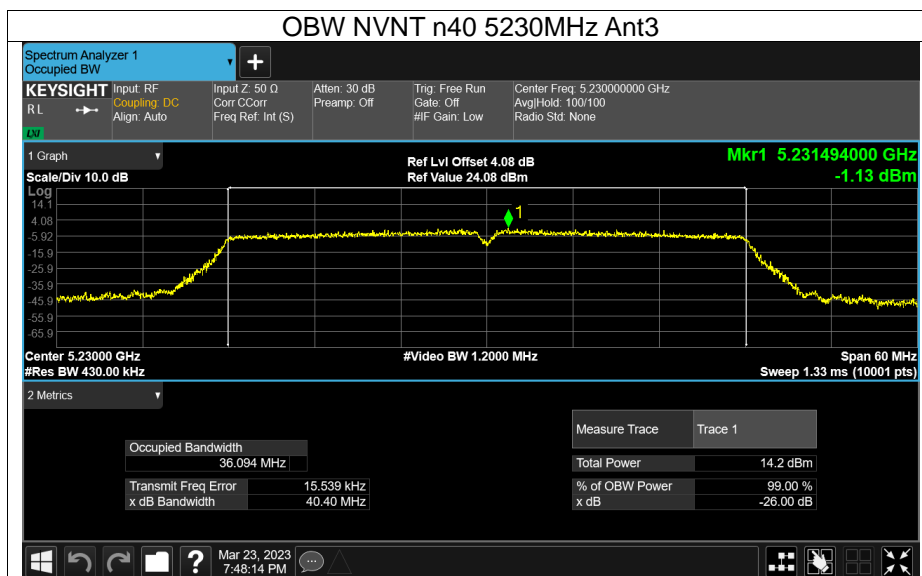 OBW NVNT n40 5230MHz Ant3
Spectrum Analyzer 1
Occupied BW
KEYSIGHT
RL
LXI
Input: RF
Coupling: DC
Align: Auto
Input Z: 50 Ω
Corr CCorr
Freq Ref: Int (S)
Atten: 30 dB
Preamp: Off
Trig: Free Run
Gate: Off
#IF Gain: Low
Center Freq: 5.230000000 GHz
Avg|Hold: 100/100
Radio Std: None
1 Graph
Scale/Div 10.0 dB
Ref Lvl Offset 4.08 dB
Ref Value 24.08 dBm
Mkr1 5.231494000 GHz
-1.13 dBm
Log
14.1
4.08
-5.92
-15.9
-25.9
-35.9
-45.9
-55.9
-65.9
1
Center 5.23000 GHz
#Res BW 430.00 kHz
#Video BW 1.2000 MHz
Span 60 MHz
Sweep 1.33 ms (10001 pts)
2 Metrics
Occupied Bandwidth
36.094 MHz
Transmit Freq Error 15.539 kHz
x dB Bandwidth 40.40 MHz
Measure Trace Trace 1
Total Power 14.2 dBm
% of OBW Power 99.00 %
x dB -26.00 dB
?
Mar 23, 2023
7:48:14 PM